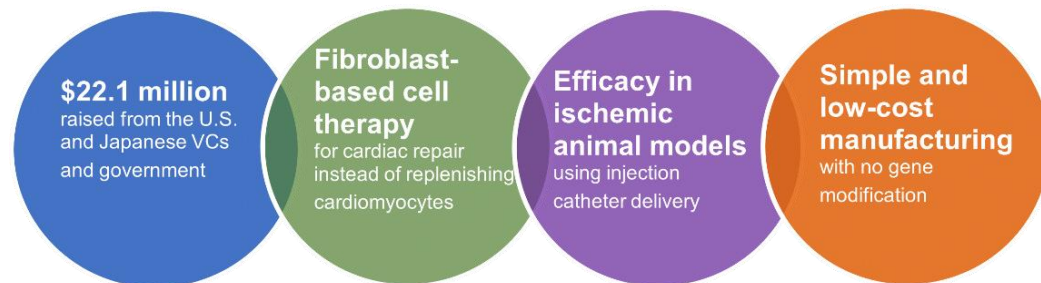 $22.1 million
raised from the U.S.
and Japanese VCs
and government
Fibroblast-
based cell
therapy
for cardiac repair
instead of replenishing
cardiomyocytes
Efficacy in
ischemic
animal models
using injection
catheter delivery
Simple and
low-cost
manufacturing
with no gene
modification